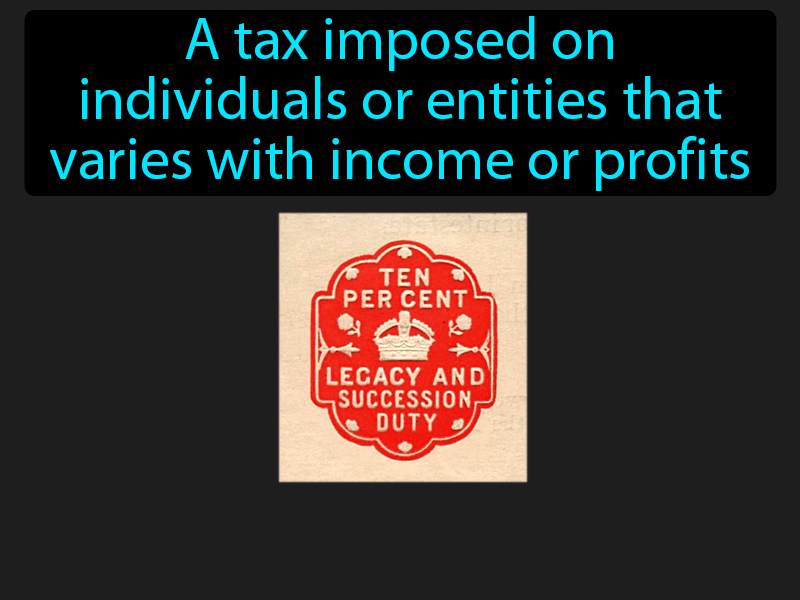 A tax imposed on
individuals or entities that
varies with income or profits
TEN
PER CENT
LEGACY AND
SUCCESSION
DUTY